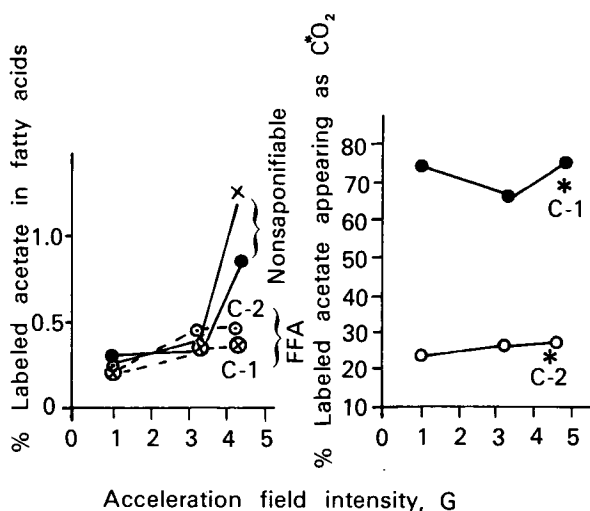 % Labeled acetate in fatty acids
1.0
0.5
0
0 1 2 3 4 5
Nonsaponifiable
C-2
C-1
FFA
% Labeled acetate appearing as C*O2
80
70
60
50
40
30
20
10
0 1 2 3 4 5
*
C-1
*
C-2
Acceleration field intensity, G